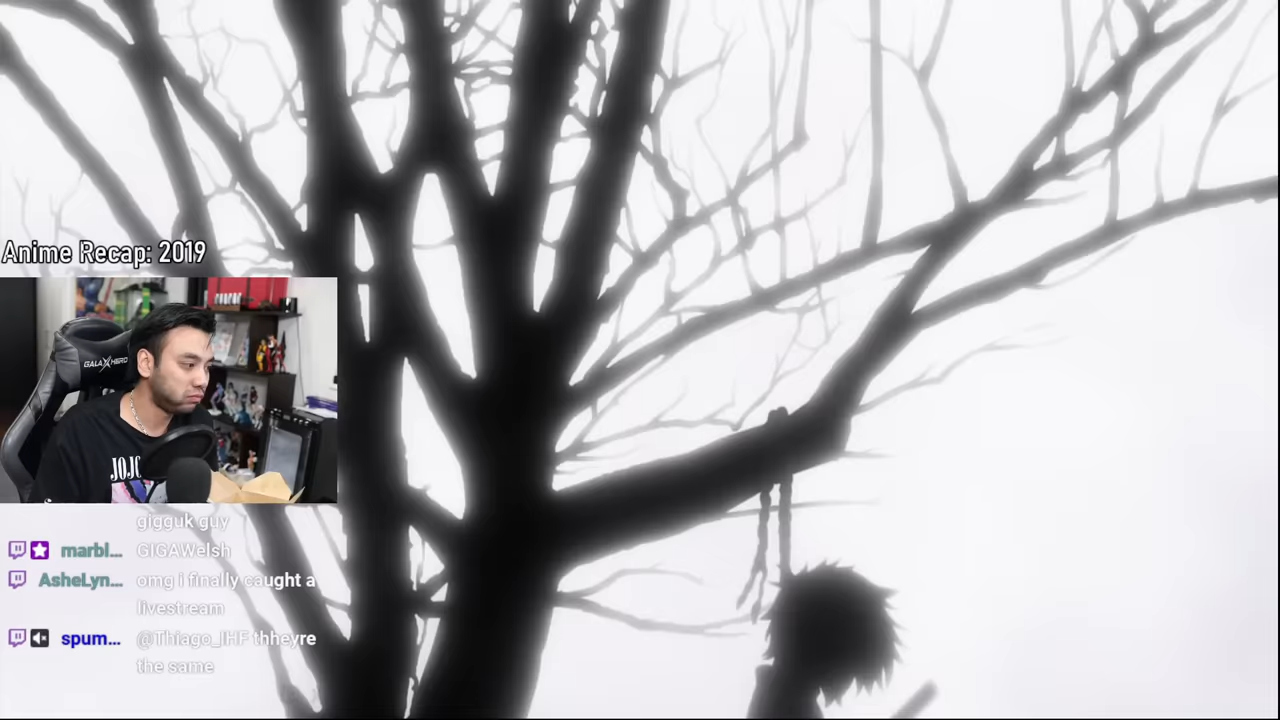 Anime Recap: 2019
GALAXHERO
JOJO
gigguk guy
marbl... GIGAWelsh
AsheLyn... omg i finally caught a
livestream
spum... @Thiago_IHF thheyre
the same